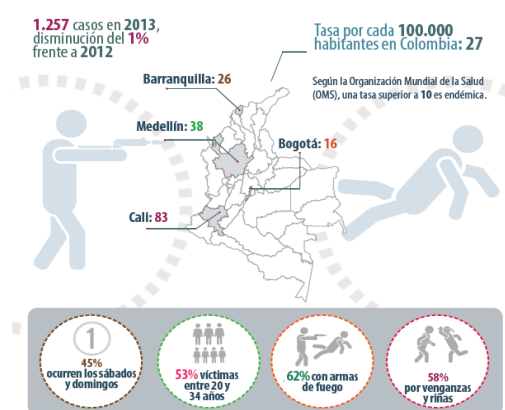 1.257 casos en 2013,
disminución del 1%
frente a 2012
Tasa por cada 100.000
habitantes en Colombia: 27
Según la Organización Mundial de la Salud
(OMS), una tasa superior a 10 es endémica.
Barranquilla: 26
Medellín: 38
Bogotá: 16
Cali: 83
1
45%
ocurren los sábados
y domingos
53% víctimas
entre 20 y
34 años
62% con armas
de fuego
58%
por venganzas
y riñas